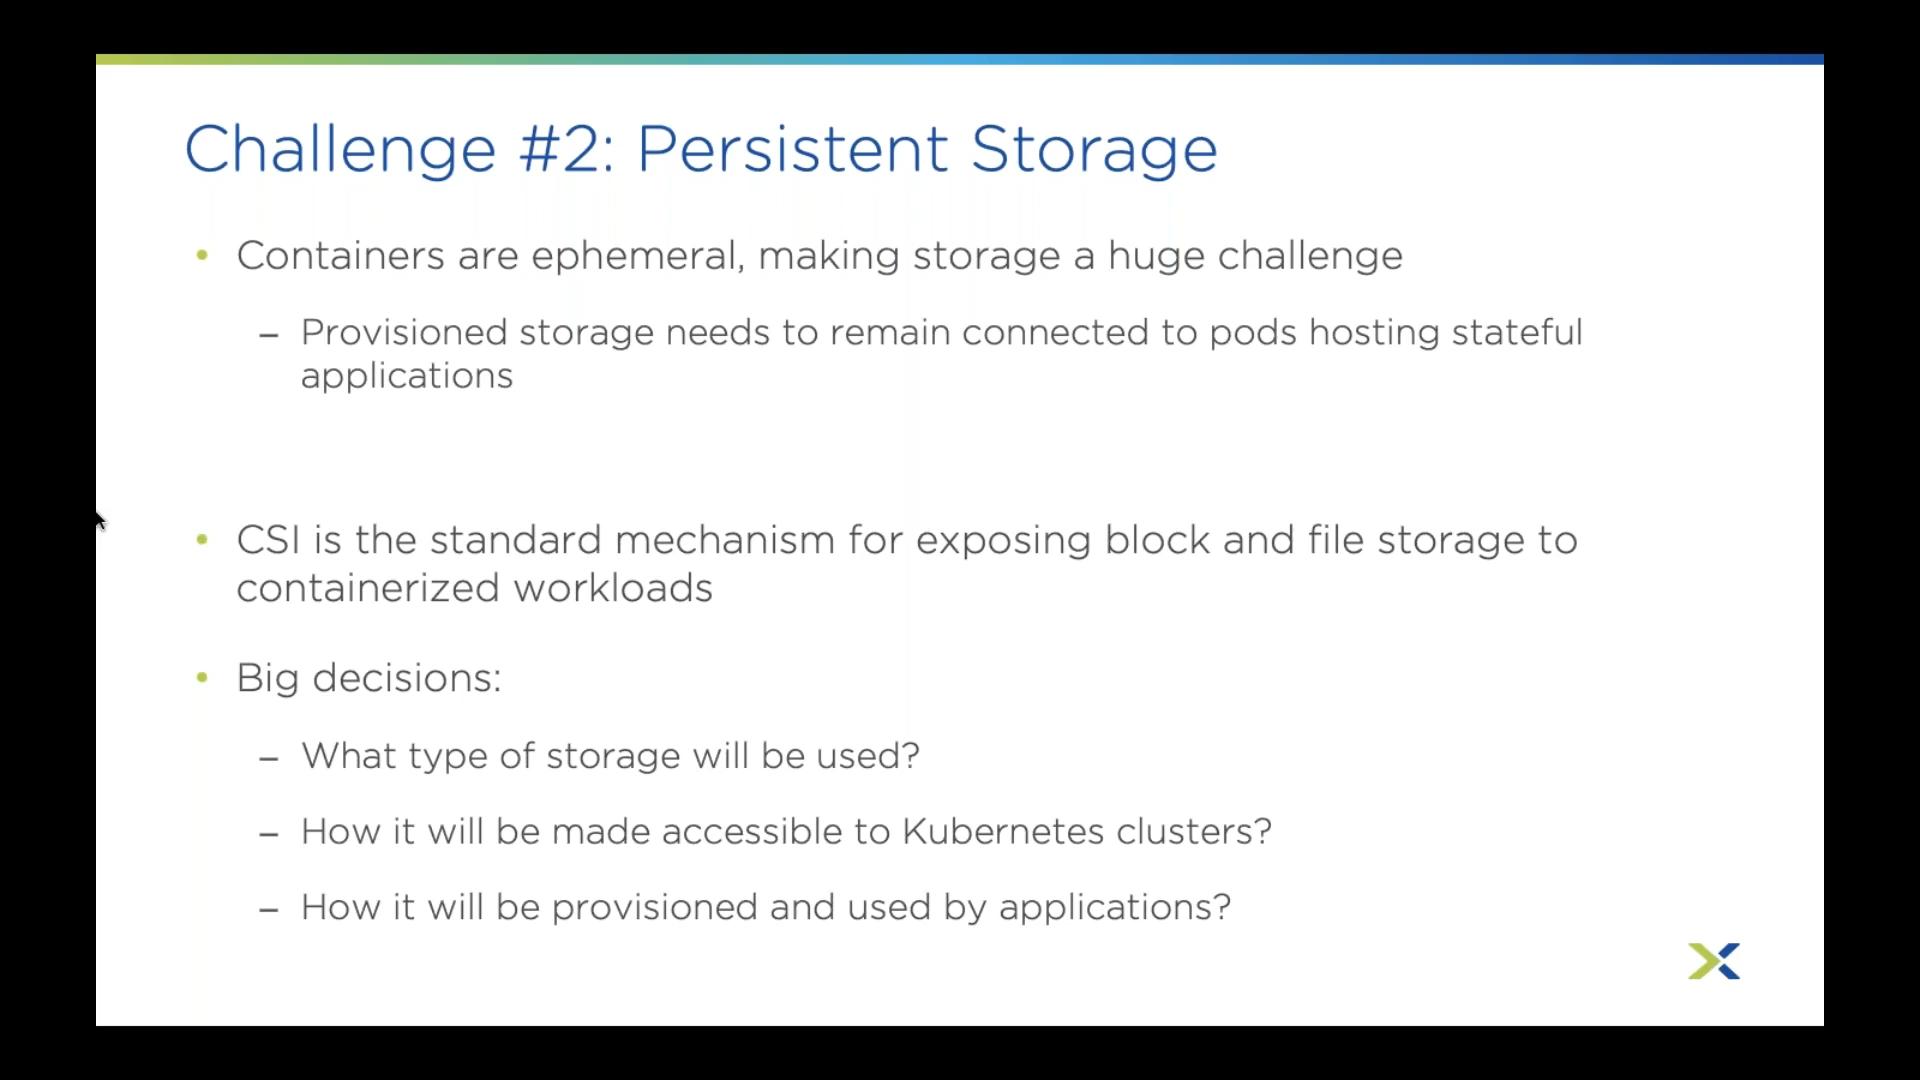 Challenge #2: Persistent Storage
• Containers are ephemeral, making storage a huge challenge
– Provisioned storage needs to remain connected to pods hosting stateful
applications
• CSI is the standard mechanism for exposing block and file storage to
containerized workloads
• Big decisions:
– What type of storage will be used?
– How it will be made accessible to Kubernetes clusters?
– How it will be provisioned and used by applications?